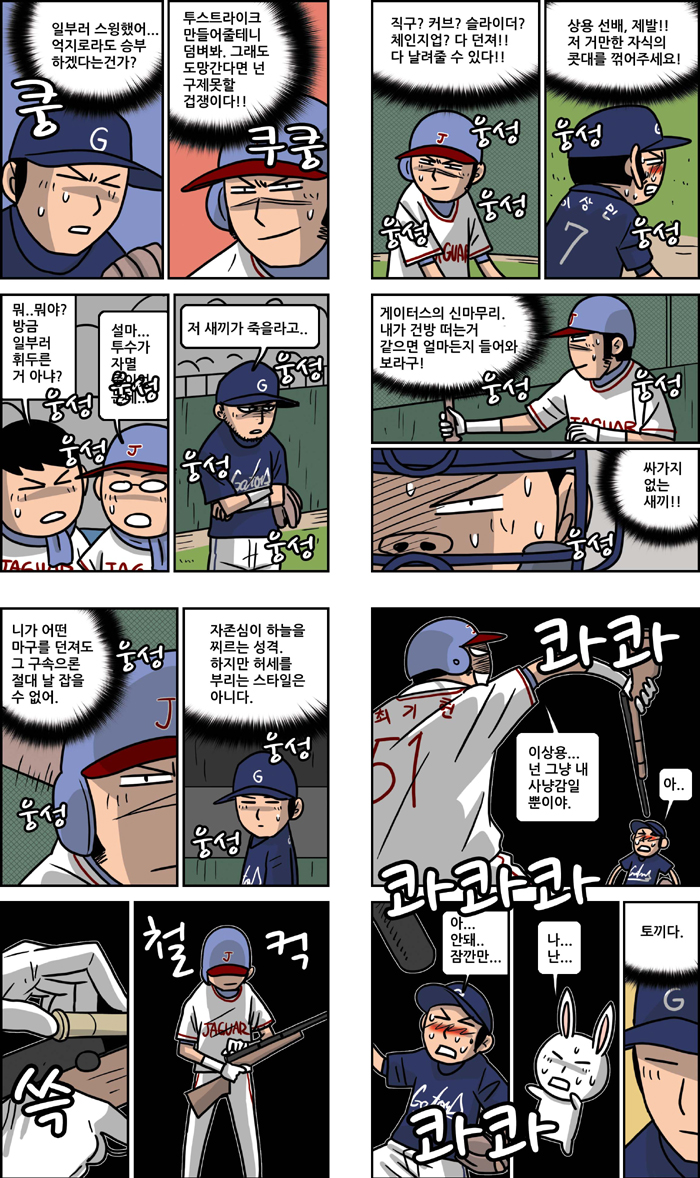 일부러 스윙했어...
억지로라도 승부
하겠다는건가?
쿵
G
투스트라이크
만들어줄테니
덤벼봐. 그래도
도망간다면 넌
구제못할
겁쟁이다!!
쿠쿵
J
뭐..뭐야?
방금
일부러
휘두른
거 아냐?
설마...
투수가
자멸
웅성
웅성
웅성
J
JAGUAR
JAG
저 새끼가 죽을라고..
웅성
G
웅성
Gators
웅성
직구? 커브? 슬라이더?
체인지업? 다 던져!!
다 날려줄 수 있다!!
J
웅성
웅성
웅성
GUAR
상용 선배, 제발!!
저 거만한 자식의
콧대를 꺾어주세요!
웅성
G
이상민
7
웅성
게이터스의 신마무리.
내가 건방 떠는거
같으면 얼마든지 들어와
보라구!
J
웅성
웅성
JAGUAR
싸가지
없는
새끼!!
웅성
니가 어떤
마구를 던져도
그 구속으론
절대 날 잡을
수 없어.
웅성
J
웅성
자존심이 하늘을
찌르는 성격.
하지만 허세를
부리는 스타일은
아니다.
웅성
G
웅성
쓱
철컥
J
JAGUAR
콰콰
J
최기헌
51
이상용...
넌 그냥 내
사냥감일
뿐이야.
아..
Gators
콰콰콰
아...
안돼..
잠깐만...
G
Gators
나...
난...
콰콰
토끼다.
G